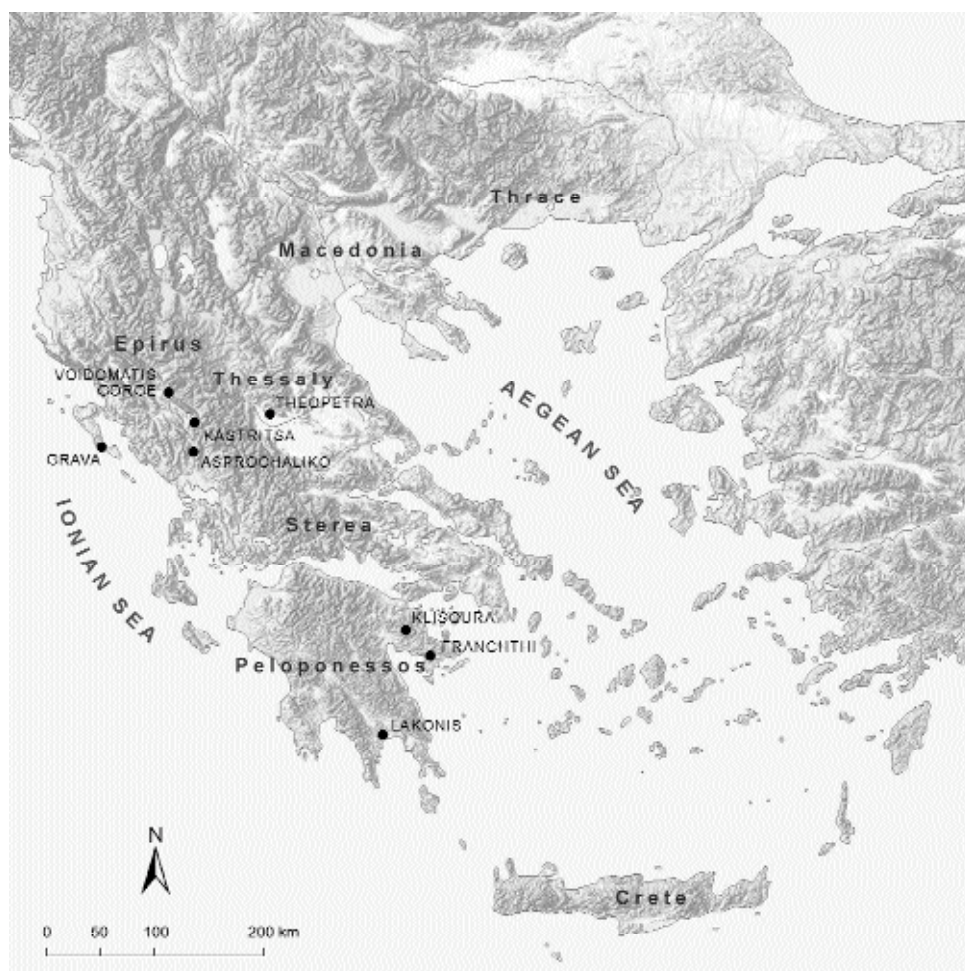 Thrace
Macedonia
Epirus
VOIDOMATIS
GORGE
Thessaly
THEOPETRA
KASTRITSA
GRAVA
ASPROCHALIKO
AEGEAN SEA
IONIAN SEA
Sterea
KLISOURA
FRANCHTHI
Peloponessos
LAKONIS
N
Crete
0 50 100 200 km